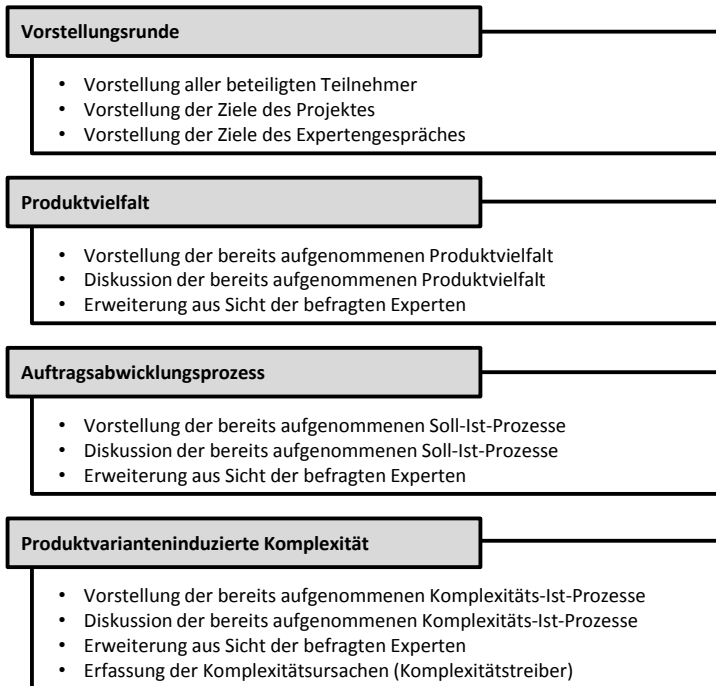 Vorstellungsrunde
• Vorstellung aller beteiligten Teilnehmer
• Vorstellung der Ziele des Projektes
• Vorstellung der Ziele des Expertengespräches
Produktvielfalt
• Vorstellung der bereits aufgenommenen Produktvielfalt
• Diskussion der bereits aufgenommenen Produktvielfalt
• Erweiterung aus Sicht der befragten Experten
Auftragsabwicklungsprozess
• Vorstellung der bereits aufgenommenen Soll-Ist-Prozesse
• Diskussion der bereits aufgenommenen Soll-Ist-Prozesse
• Erweiterung aus Sicht der befragten Experten
Produktvarianteninduzierte Komplexität
• Vorstellung der bereits aufgenommenen Komplexitäts-Ist-Prozesse
• Diskussion der bereits aufgenommenen Komplexitäts-Ist-Prozesse
• Erweiterung aus Sicht der befragten Experten
• Erfassung der Komplexitätsursachen (Komplexitätstreiber)